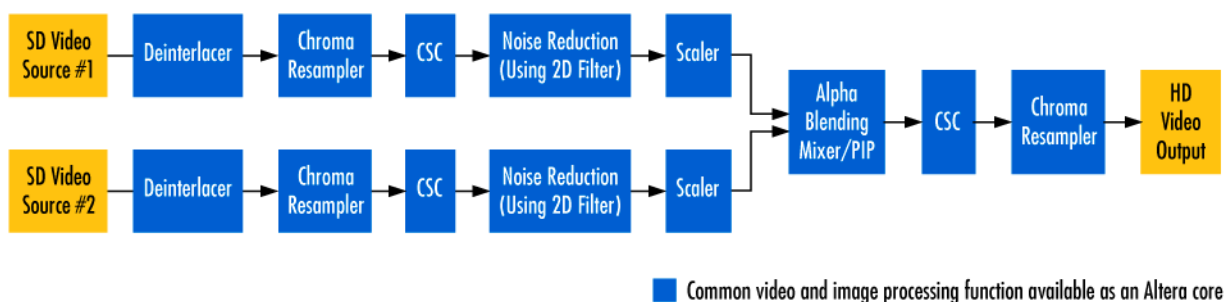 SD Video
Source #1
Deinterlacer
Chroma
Resampler
CSC
Noise Reduction
(Using 2D Filter)
Scaler
SD Video
Source #2
Deinterlacer
Chroma
Resampler
CSC
Noise Reduction
(Using 2D Filter)
Scaler
Alpha
Blending
Mixer/PIP
CSC
Chroma
Resampler
HD
Video
Output
Common video and image processing function available as an Altera core